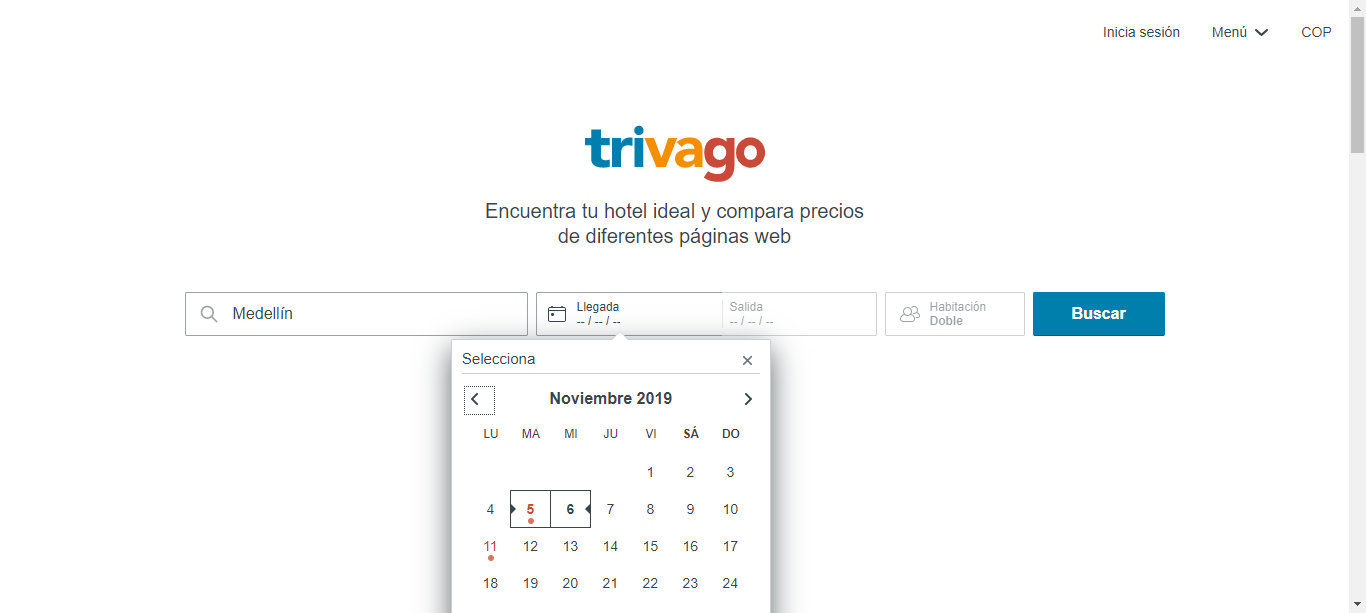 Inicia sesión Menú COP
trivago
Encuentra tu hotel ideal y compara precios
de diferentes páginas web
Medellín
Llegada
-- / -- / --
Salida
-- / -- / --
Habitación
Doble
Buscar
Selecciona
Noviembre 2019
LU MA MI JU VI SÁ DO
1 2 3
4 5 6 7 8 9 10
11 12 13 14 15 16 17
18 19 20 21 22 23 24